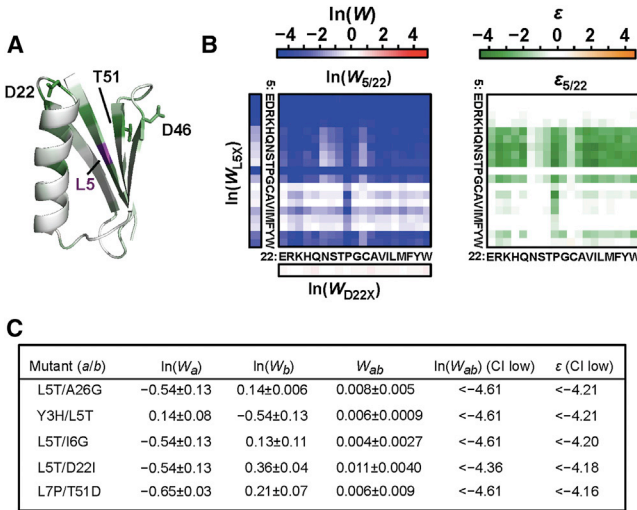 A
D22
T51
D46
L5
B
ln(W)
−4 −2 0 2 4
ln(W5/22)
ln(WL5X)
5: EDRKHQNSTPGCAVIMFYW
22: ERKHQNSTPGCAVILMFYW
ln(WD22X)
ε
−4 −2 0 2 4
ε5/22
5: EDRKHQNSTPGCAVIMFYW
22: ERKHQNSTPGCAVILMFYW
C
Mutant (a/b) ln(Wa) ln(Wb) Wab ln(Wab) (CI low) ε (CI low)
L5T/A26G −0.54±0.13 0.14±0.006 0.008±0.005 <−4.61 <−4.21
Y3H/L5T 0.14±0.08 −0.54±0.13 0.006±0.0009 <−4.61 <−4.21
L5T/I6G −0.54±0.13 0.13±0.11 0.004±0.0027 <−4.61 <−4.20
L5T/D22I −0.54±0.13 0.36±0.04 0.011±0.0040 <−4.36 <−4.18
L7P/T51D −0.65±0.03 0.21±0.07 0.006±0.009 <−4.61 <−4.16